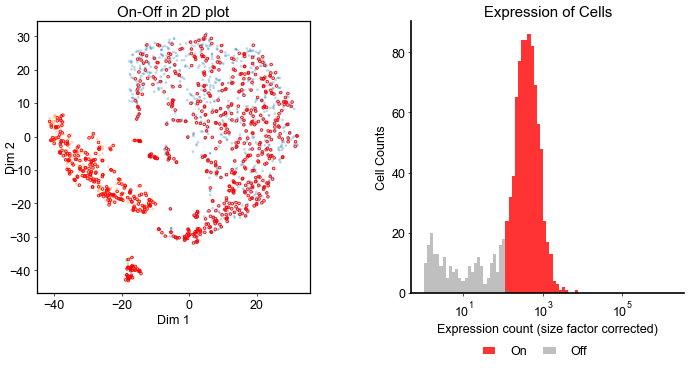 On-Off in 2D plot
30
20
10
0
−10
−20
−30
−40
Dim 2
−40
−20
0
20
Dim 1
Expression of Cells
80
60
40
20
0
Cell Counts
10^1
10^3
10^5
Expression count (size factor corrected)
On
Off